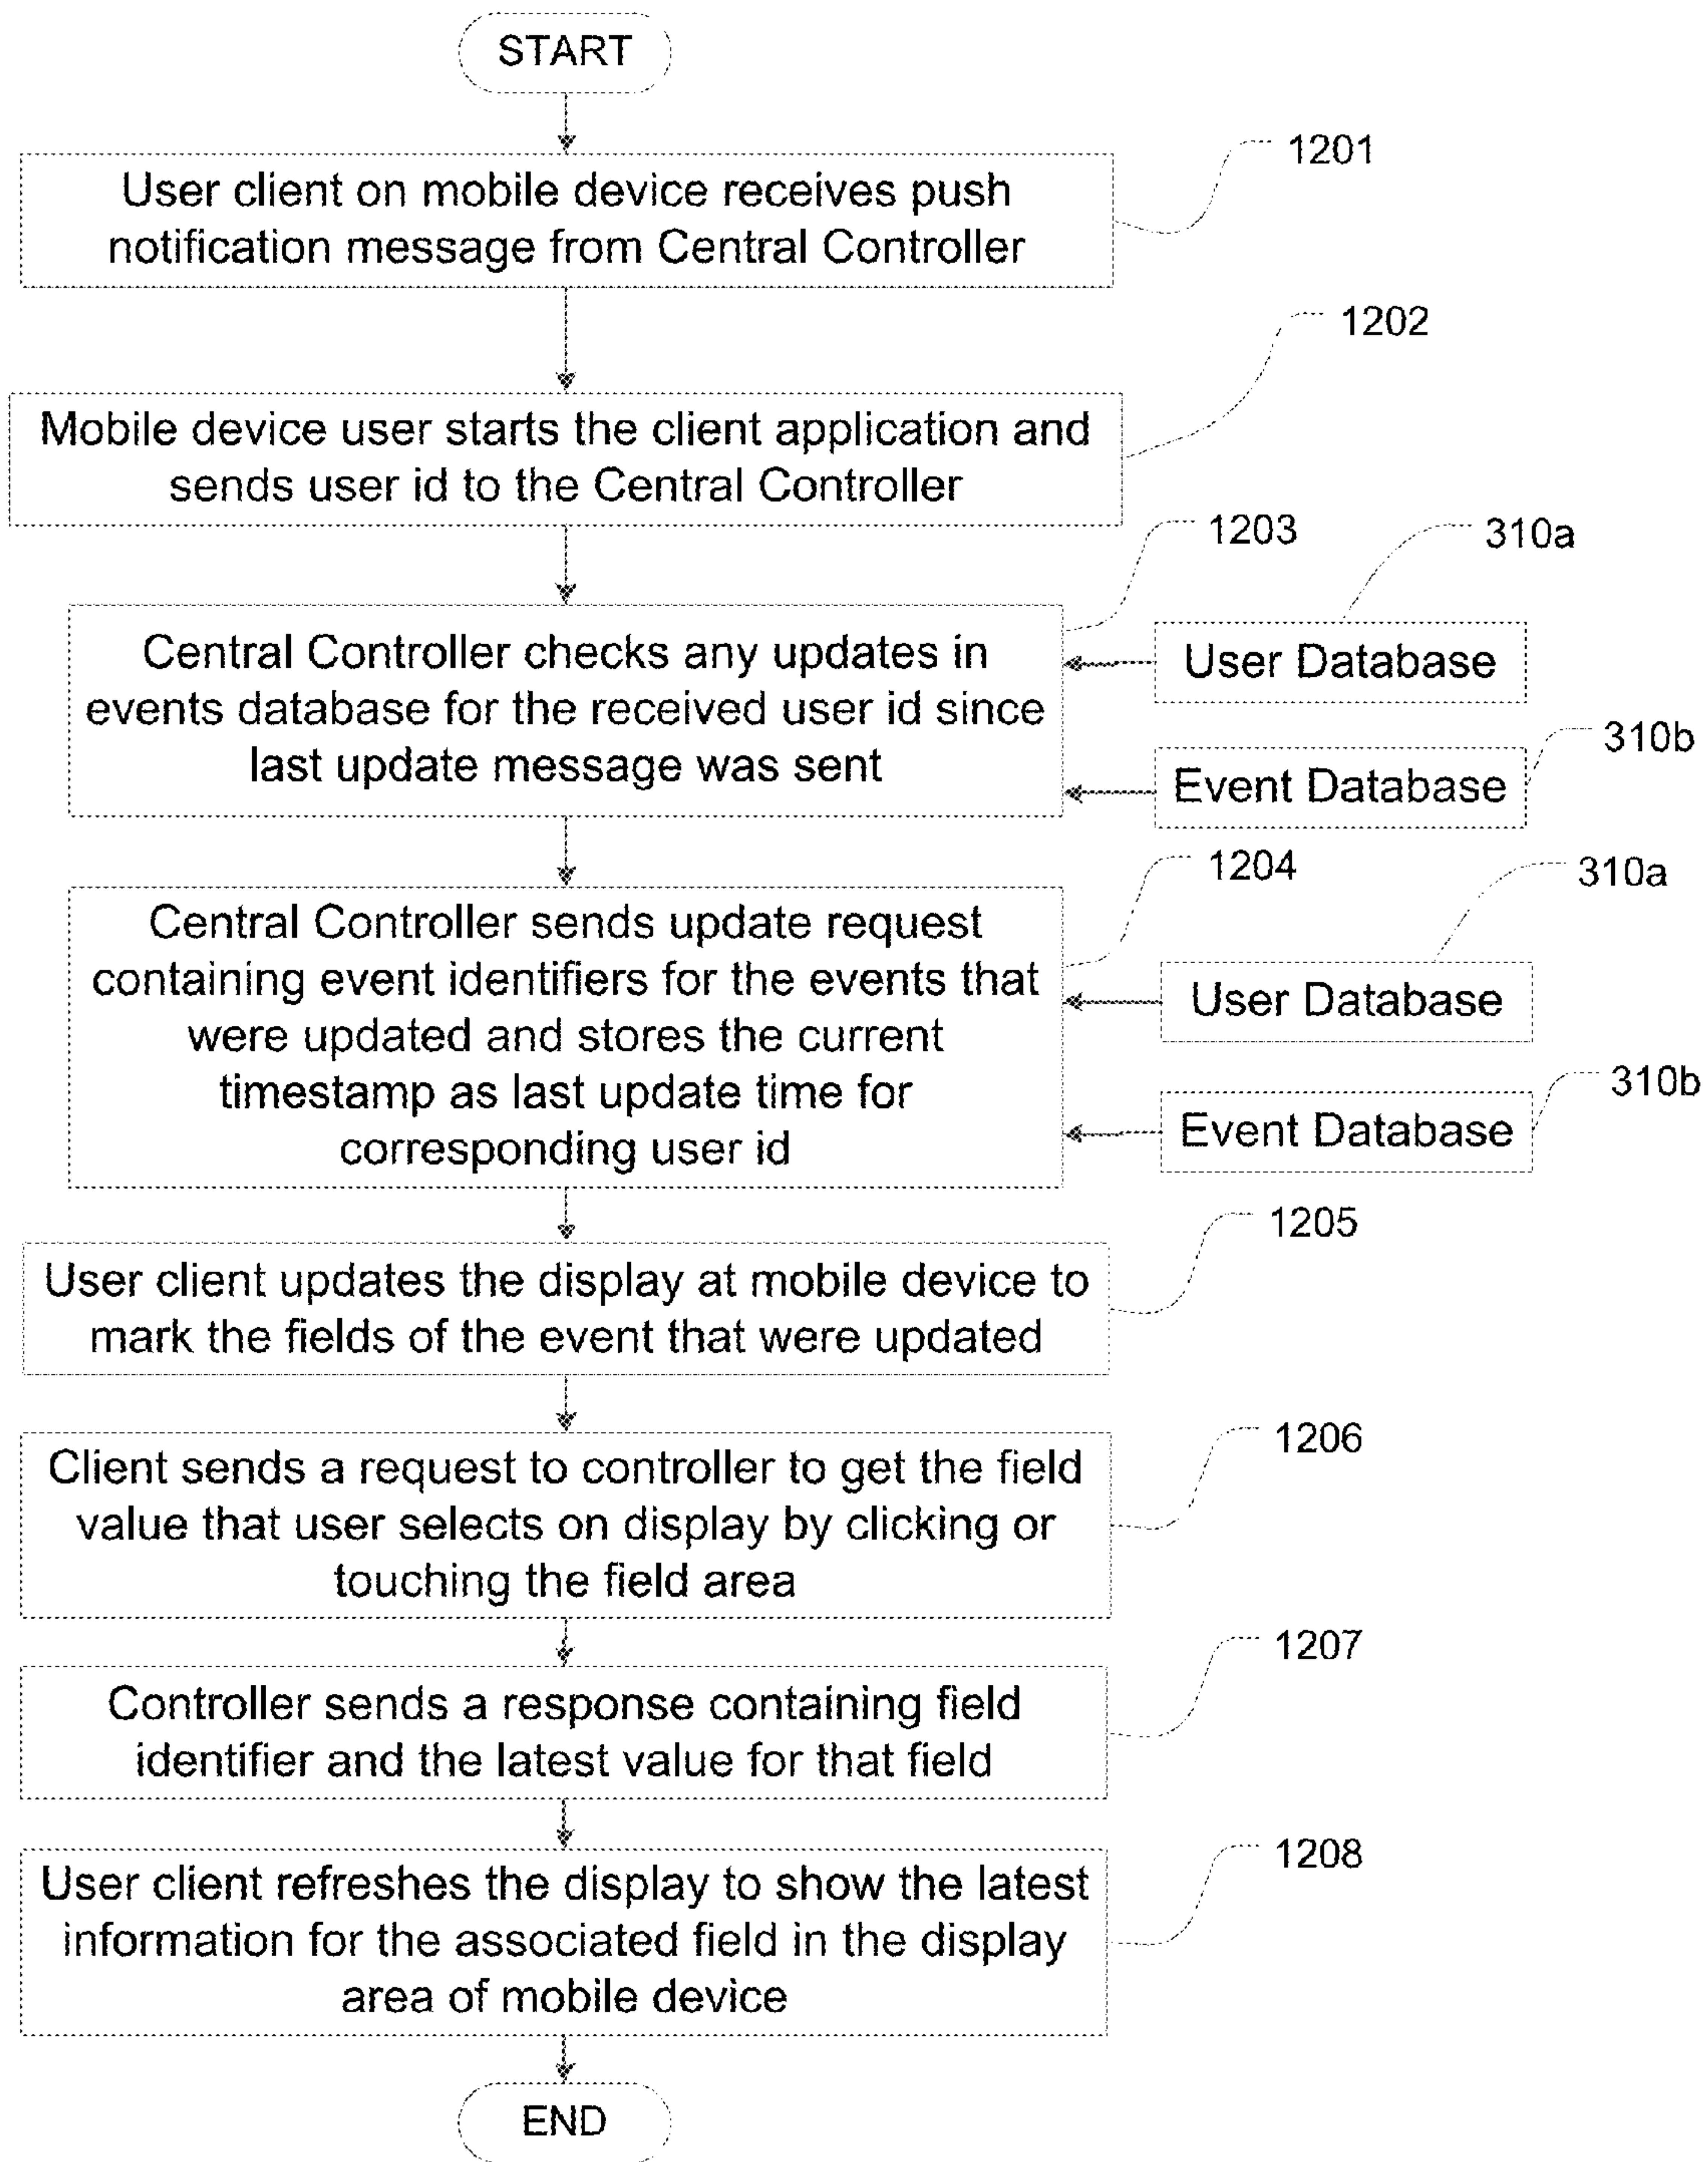 START
1201
User client on mobile device receives push
notification message from Central Controller
1202
Mobile device user starts the client application and
sends user id to the Central Controller
1203
310a
Central Controller checks any updates in
events database for the received user id since
last update message was sent
User Database
310b
Event Database
1204
310a
Central Controller sends update request
containing event identifiers for the events that
were updated and stores the current
timestamp as last update time for
corresponding user id
User Database
310b
Event Database
1205
User client updates the display at mobile device to
mark the fields of the event that were updated
1206
Client sends a request to controller to get the field
value that user selects on display by clicking or
touching the field area
1207
Controller sends a response containing field
identifier and the latest value for that field
1208
User client refreshes the display to show the latest
information for the associated field in the display
area of mobile device
END